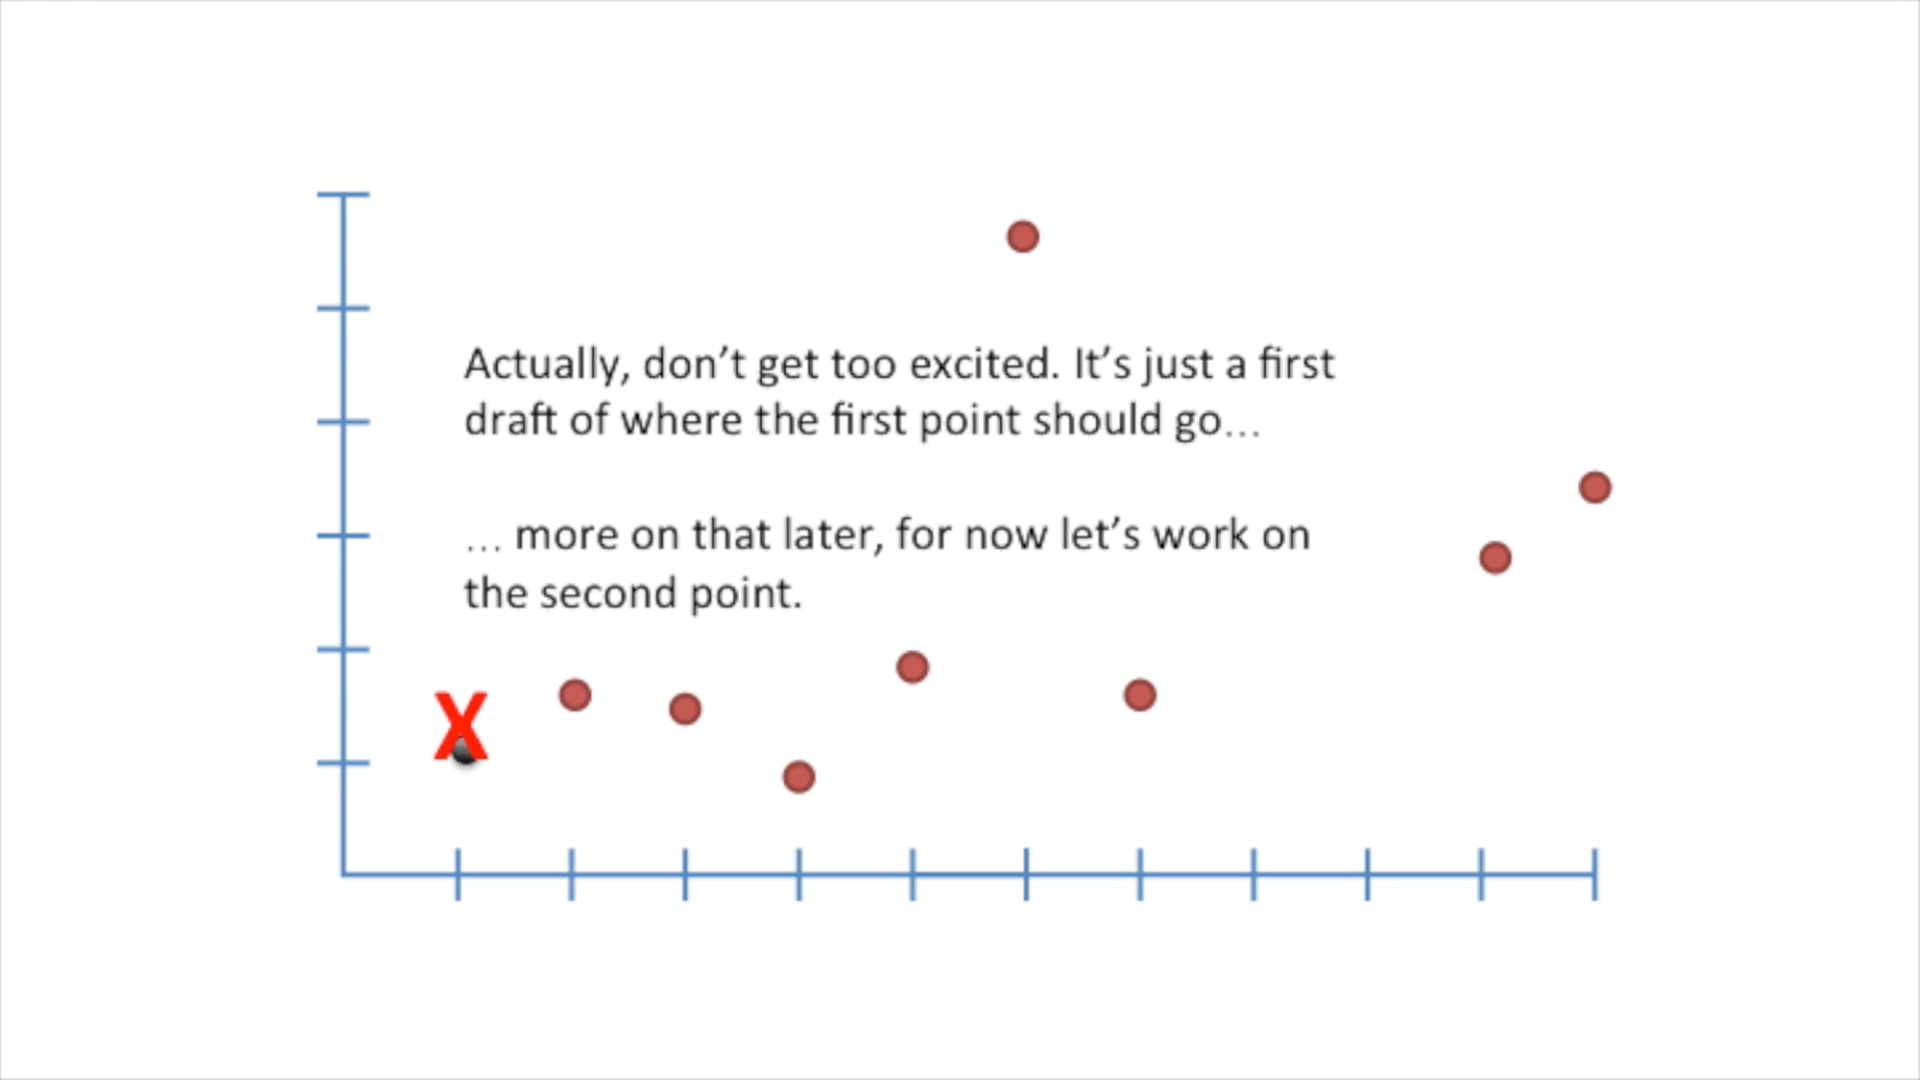 Actually, don’t get too excited. It’s just a first
draft of where the first point should go…
… more on that later, for now let’s work on
the second point.
X